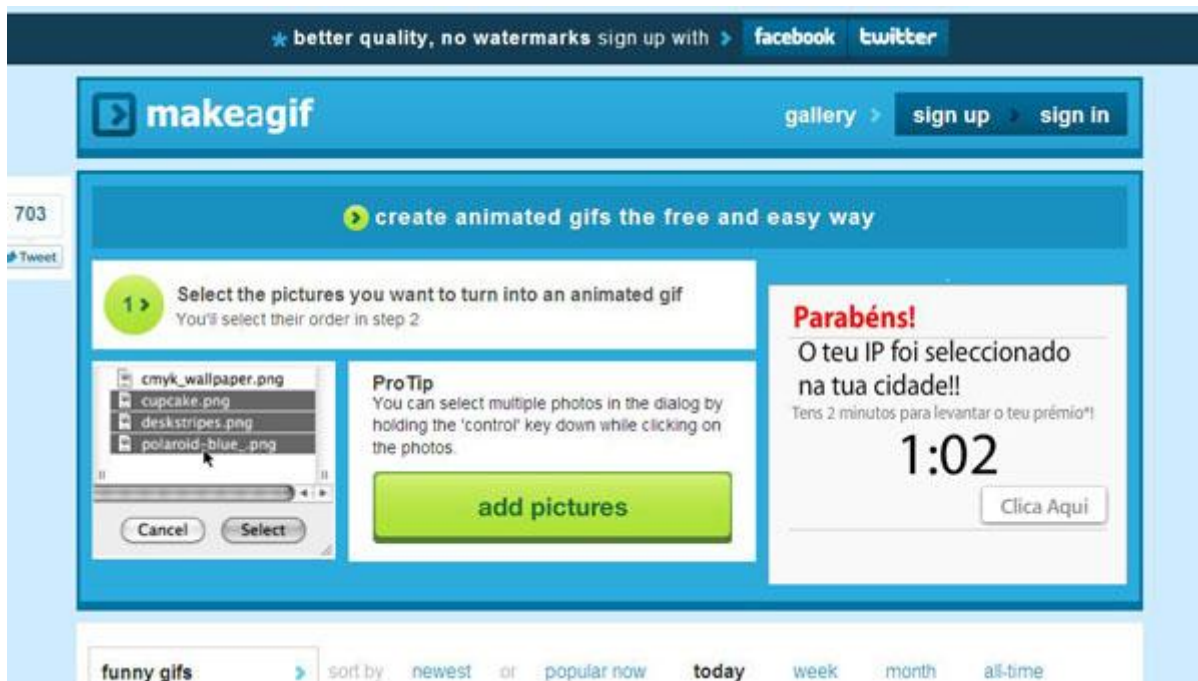 * better quality, no watermarks sign up with > facebook twitter
makeagif
gallery > sign up > sign in
703
Tweet
create animated gifs the free and easy way
1 > Select the pictures you want to turn into an animated gif
You'll select their order in step 2
cmyk_wallpaper.png
cupcake.png
deskstripes.png
polaroid-blue_.png
Cancel Select
ProTip
You can select multiple photos in the dialog by
holding the 'control' key down while clicking on
the photos.
add pictures
Parabéns!
O teu IP foi seleccionado
na tua cidade!!
Tens 2 minutos para levantar o teu prémio*!
1:02
Clica Aqui
funny gifs > sort by newest or popular now today week month all-time